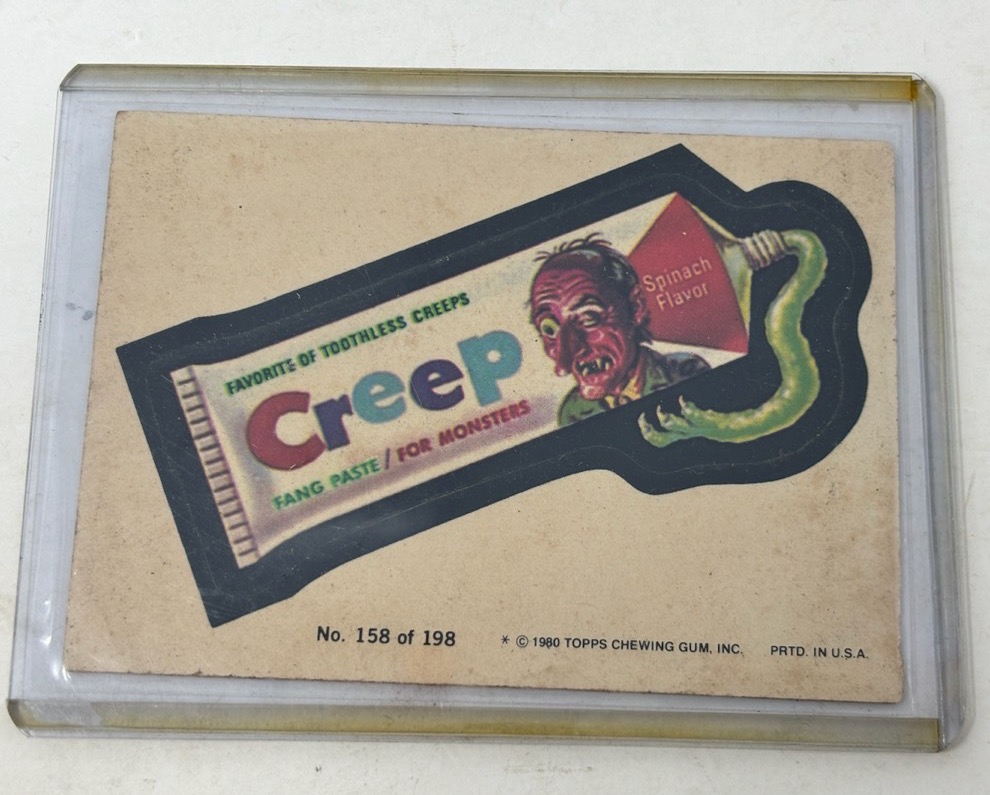 FAVORITE OF TOOTHLESS CREEPS
Creep
FANG PASTE / FOR MONSTERS
Spinach
Flavor
No. 158 of 198
* © 1980 TOPPS CHEWING GUM, INC. PRTD. IN U.S.A.